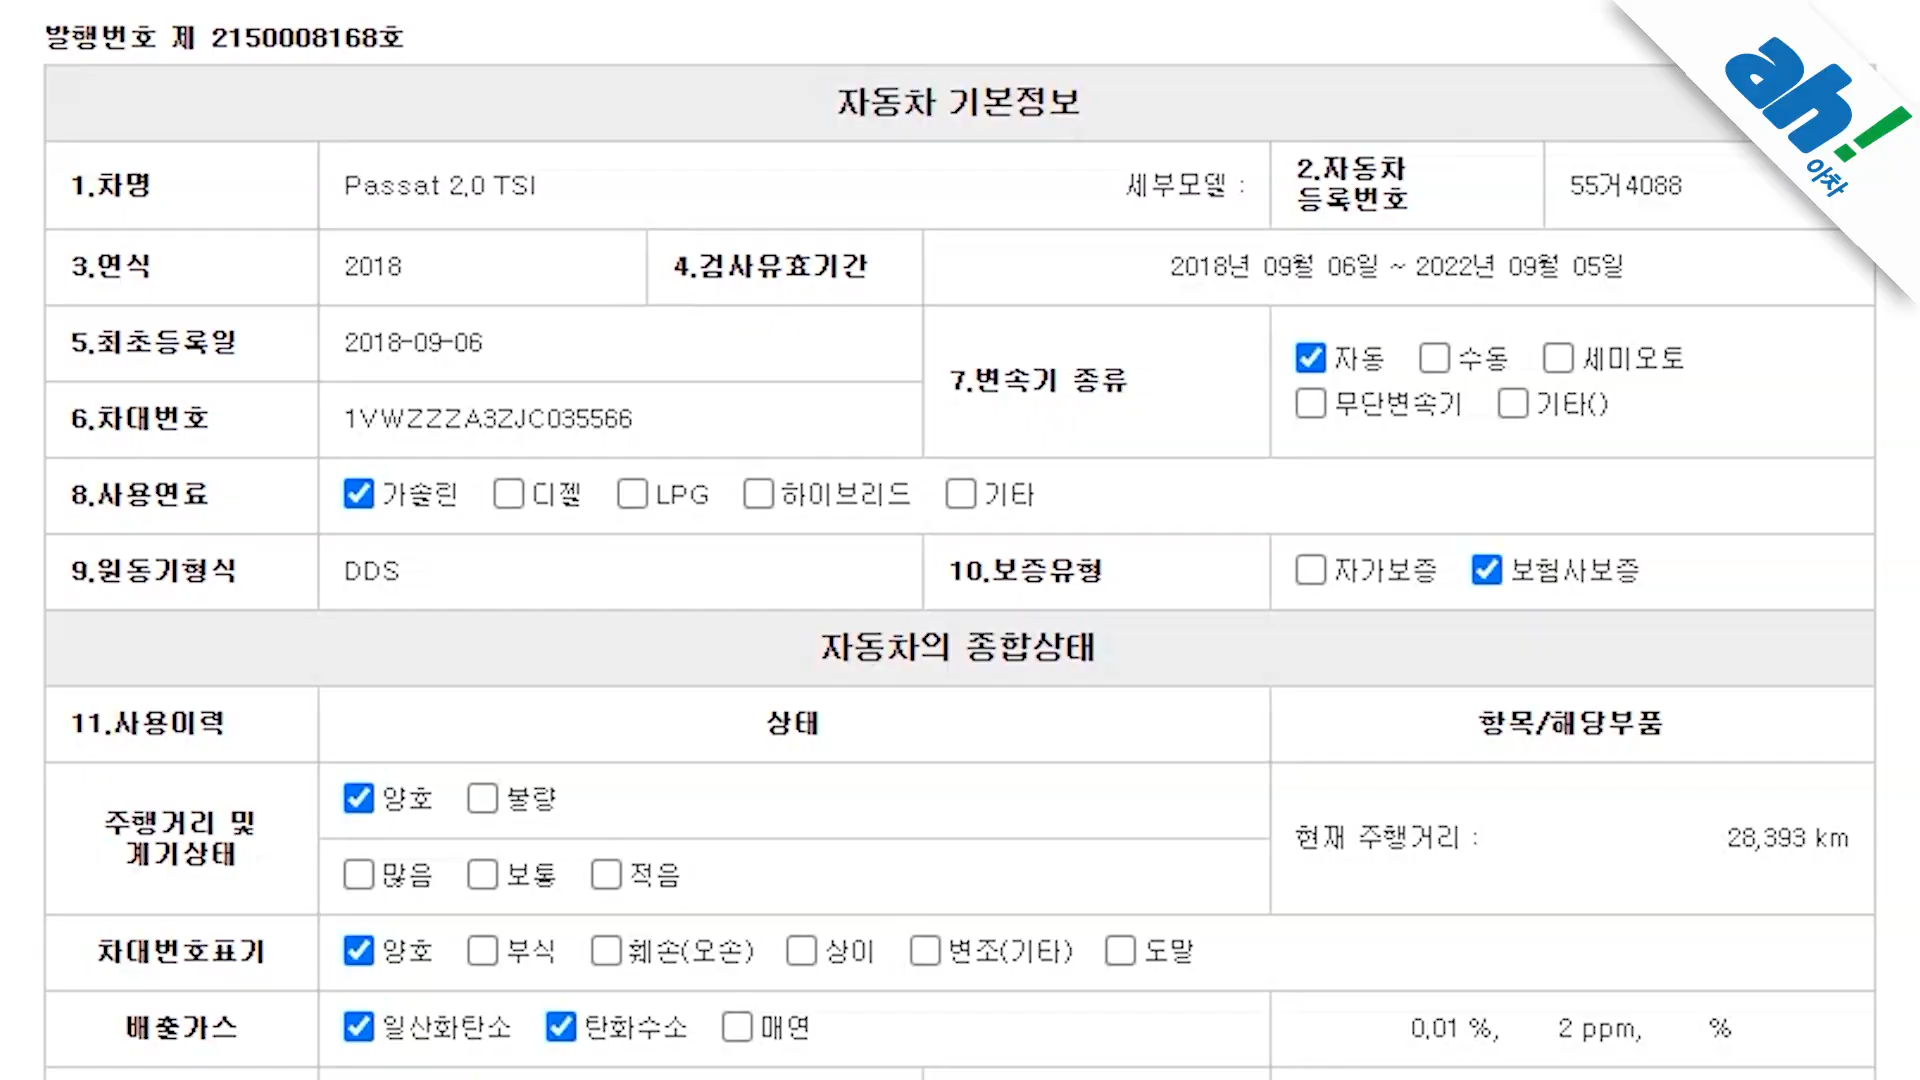 발행번호 제 2150008168호
ah!
아차
자동차 기본정보
1.차명 Passat 2.0 TSI 세부모델 : 2.자동차 등록번호 55거4088
3.연식 2018 4.검사유효기간 2018년 09월 06일 ~ 2022년 09월 05일
5.최초등록일 2018-09-06
7.변속기 종류 자동 수동 세미오토
무단변속기 기타()
6.차대번호 1VWZZZA3ZJC035566
8.사용연료 가솔린 디젤 LPG 하이브리드 기타
9.원동기형식 DDS 10.보증유형 자가보증 보험사보증
자동차의 종합상태
11.사용이력 상태 항목/해당부품
주행거리 및
계기상태
양호 불량
많음 보통 적음
현재 주행거리 : 28,393 km
차대번호표기 양호 부식 훼손(오손) 상이 변조(기타) 도말
배출가스 일산화탄소 탄화수소 매연 0.01 %, 2 ppm, %